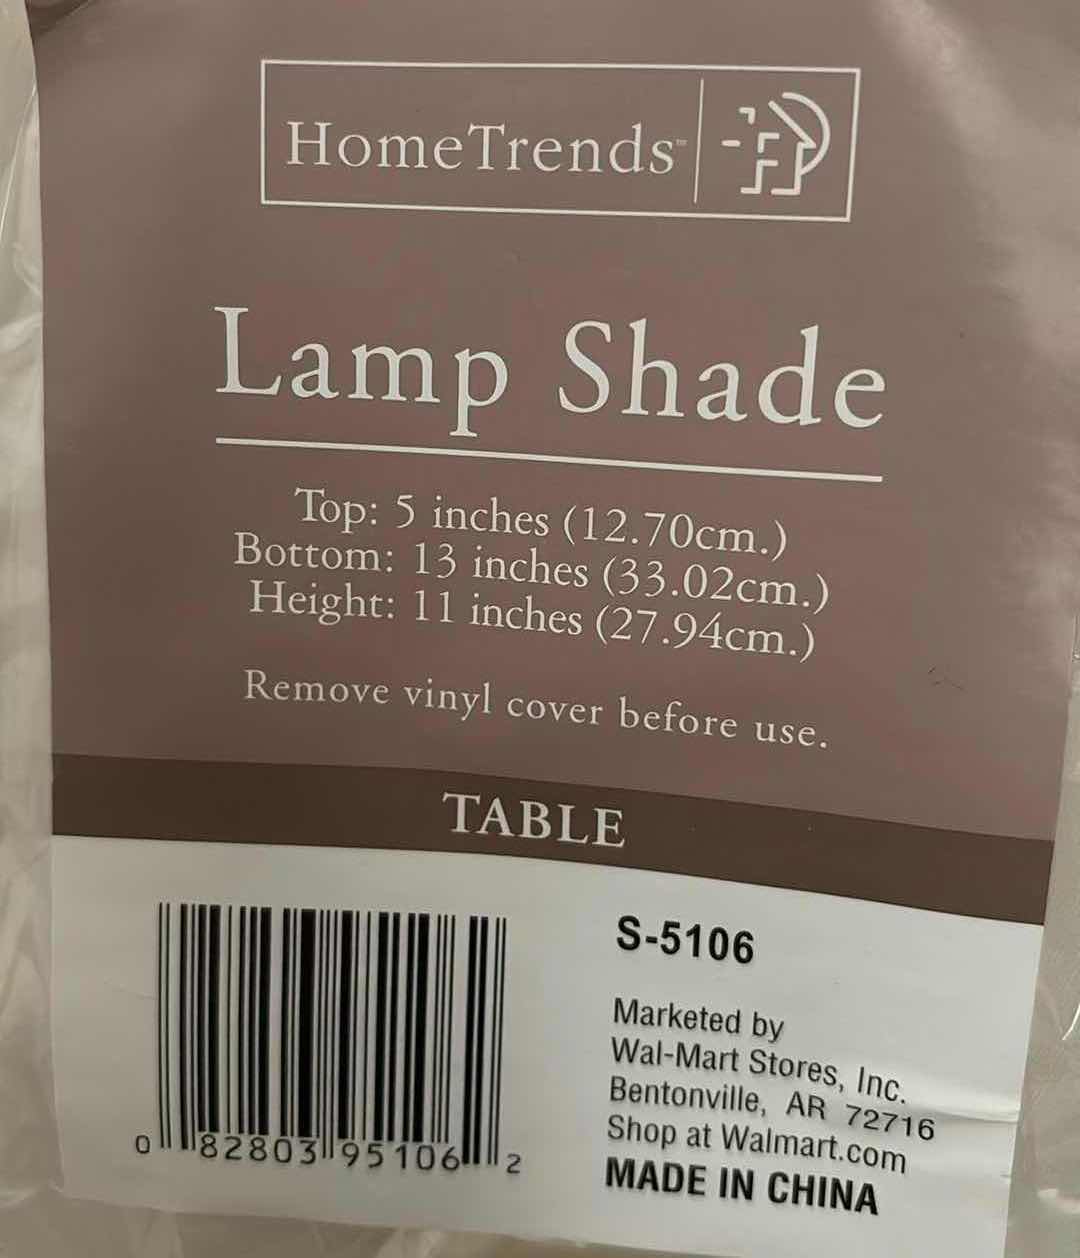 HomeTrends™
Lamp Shade
Top: 5 inches (12.70cm.)
Bottom: 13 inches (33.02cm.)
Height: 11 inches (27.94cm.)
Remove vinyl cover before use.
TABLE
S-5106
Marketed by
Wal-Mart Stores, Inc.
Bentonville, AR 72716
Shop at Walmart.com
MADE IN CHINA
0 82803 95106 2